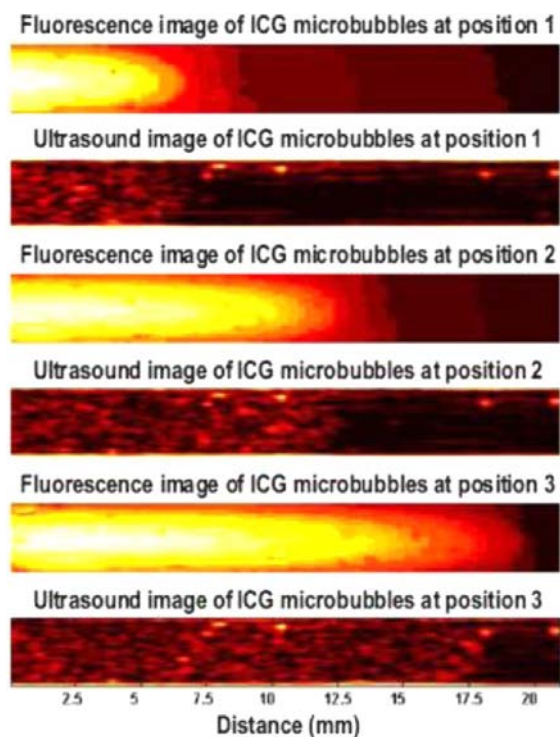 Fluorescence image of ICG microbubbles at position 1
Ultrasound image of ICG microbubbles at position 1
Fluorescence image of ICG microbubbles at position 2
Ultrasound image of ICG microbubbles at position 2
Fluorescence image of ICG microbubbles at position 3
Ultrasound image of ICG microbubbles at position 3
2.5 5 7.5 10 12.5 15 17.5 20
Distance (mm)